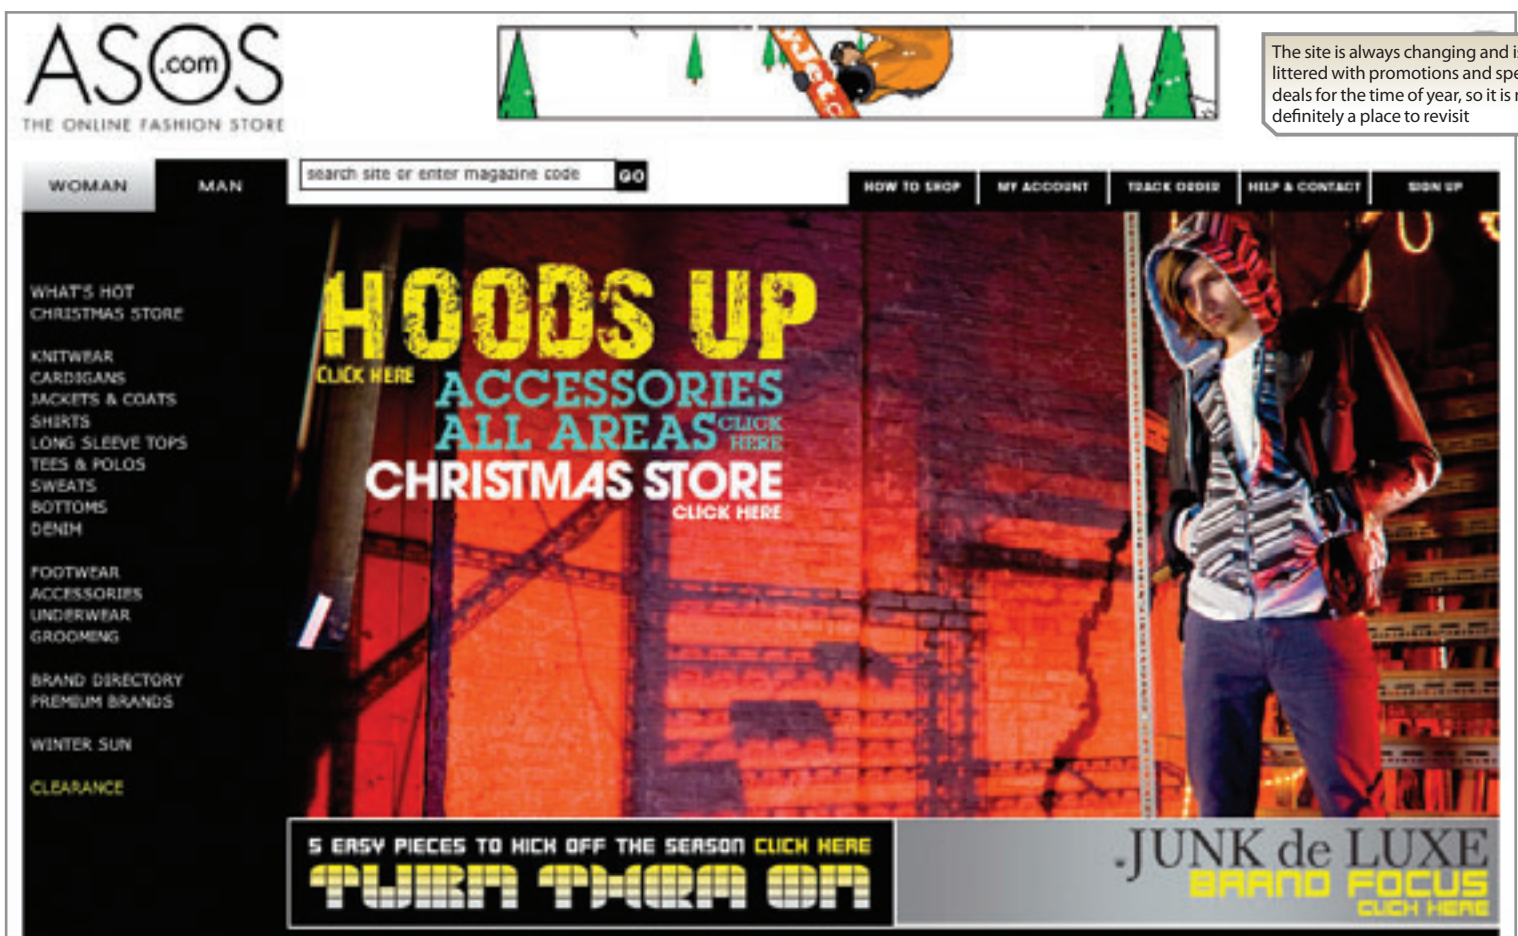 ASOS
.com
THE ONLINE FASHION STORE
yJetc
The site is always changing and
littered with promotions and
deals for the time of year, so it is
definitely a place to revisit
WOMAN
MAN
search site or enter magazine code
GO
HOW TO SHOP
MY ACCOUNT
TRACK ORDER
HELP & CONTACT
SIGN UP
WHAT'S HOT
CHRISTMAS STORE
KNITWEAR
CARDIGANS
JACKETS & COATS
SHIRTS
LONG SLEEVE TOPS
TEES & POLOS
SWEATS
BOTTOMS
DENIM
FOOTWEAR
ACCESSORIES
UNDERWEAR
GROOMING
BRAND DIRECTORY
PREMIUM BRANDS
WINTER SUN
CLEARANCE
HOODS UP
CLICK HERE
ACCESSORIES
ALL AREAS CLICK
HERE
CHRISTMAS STORE
CLICK HERE
5 EASY PIECES TO KICK OFF THE SEASON CLICK HERE
TURN THEM ON
.JUNK de LUXE
BRAND FOCUS
CLICK HERE